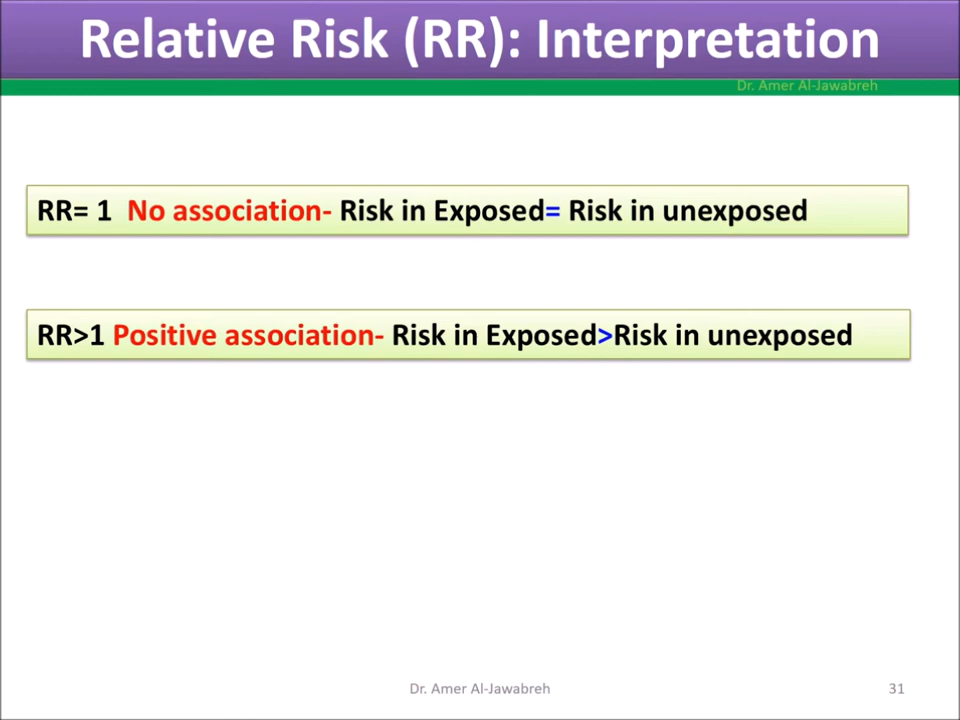 Relative Risk (RR): Interpretation
Dr. Amer Al-Jawabreh
RR= 1 No association- Risk in Exposed= Risk in unexposed
RR>1 Positive association- Risk in Exposed>Risk in unexposed
Dr. Amer Al-Jawabreh 31